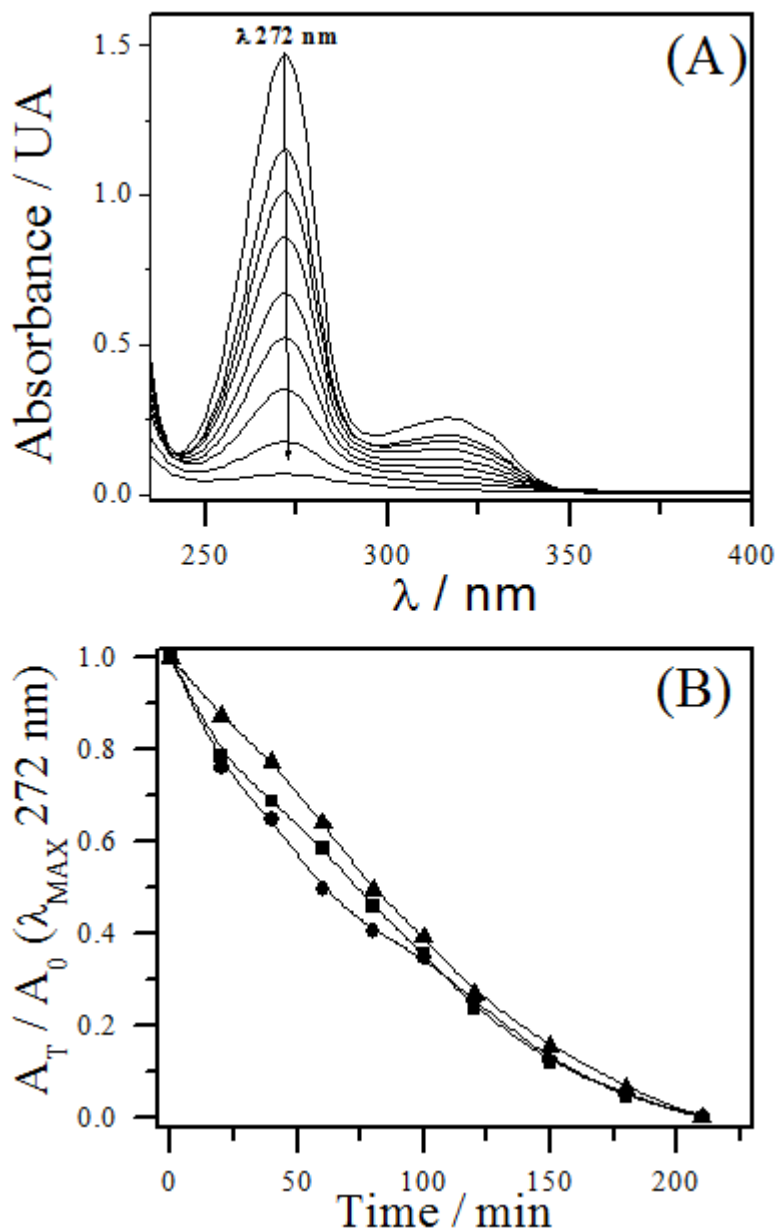 λ 272 nm
(A)
1.5
1.0
0.5
0.0
Absorbance / UA
250 300 350 400
λ / nm
(B)
1.0
0.8
0.6
0.4
0.2
0.0
A_T / A_0 (λ_MAX 272 nm)
0 50 100 150 200
Time / min